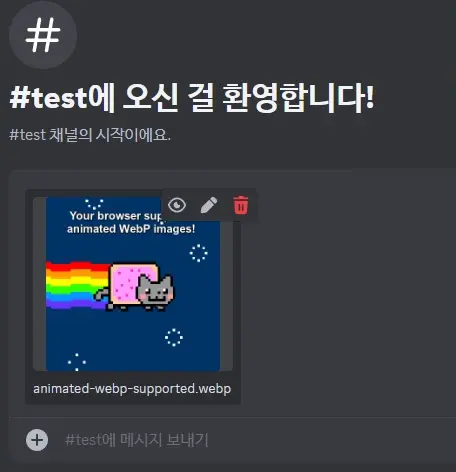 #test에 오신 걸 환영합니다!
#test 채널의 시작이에요.
Your browser sup
animated WebP images!
animated-webp-supported.webp
#test에 메시지 보내기